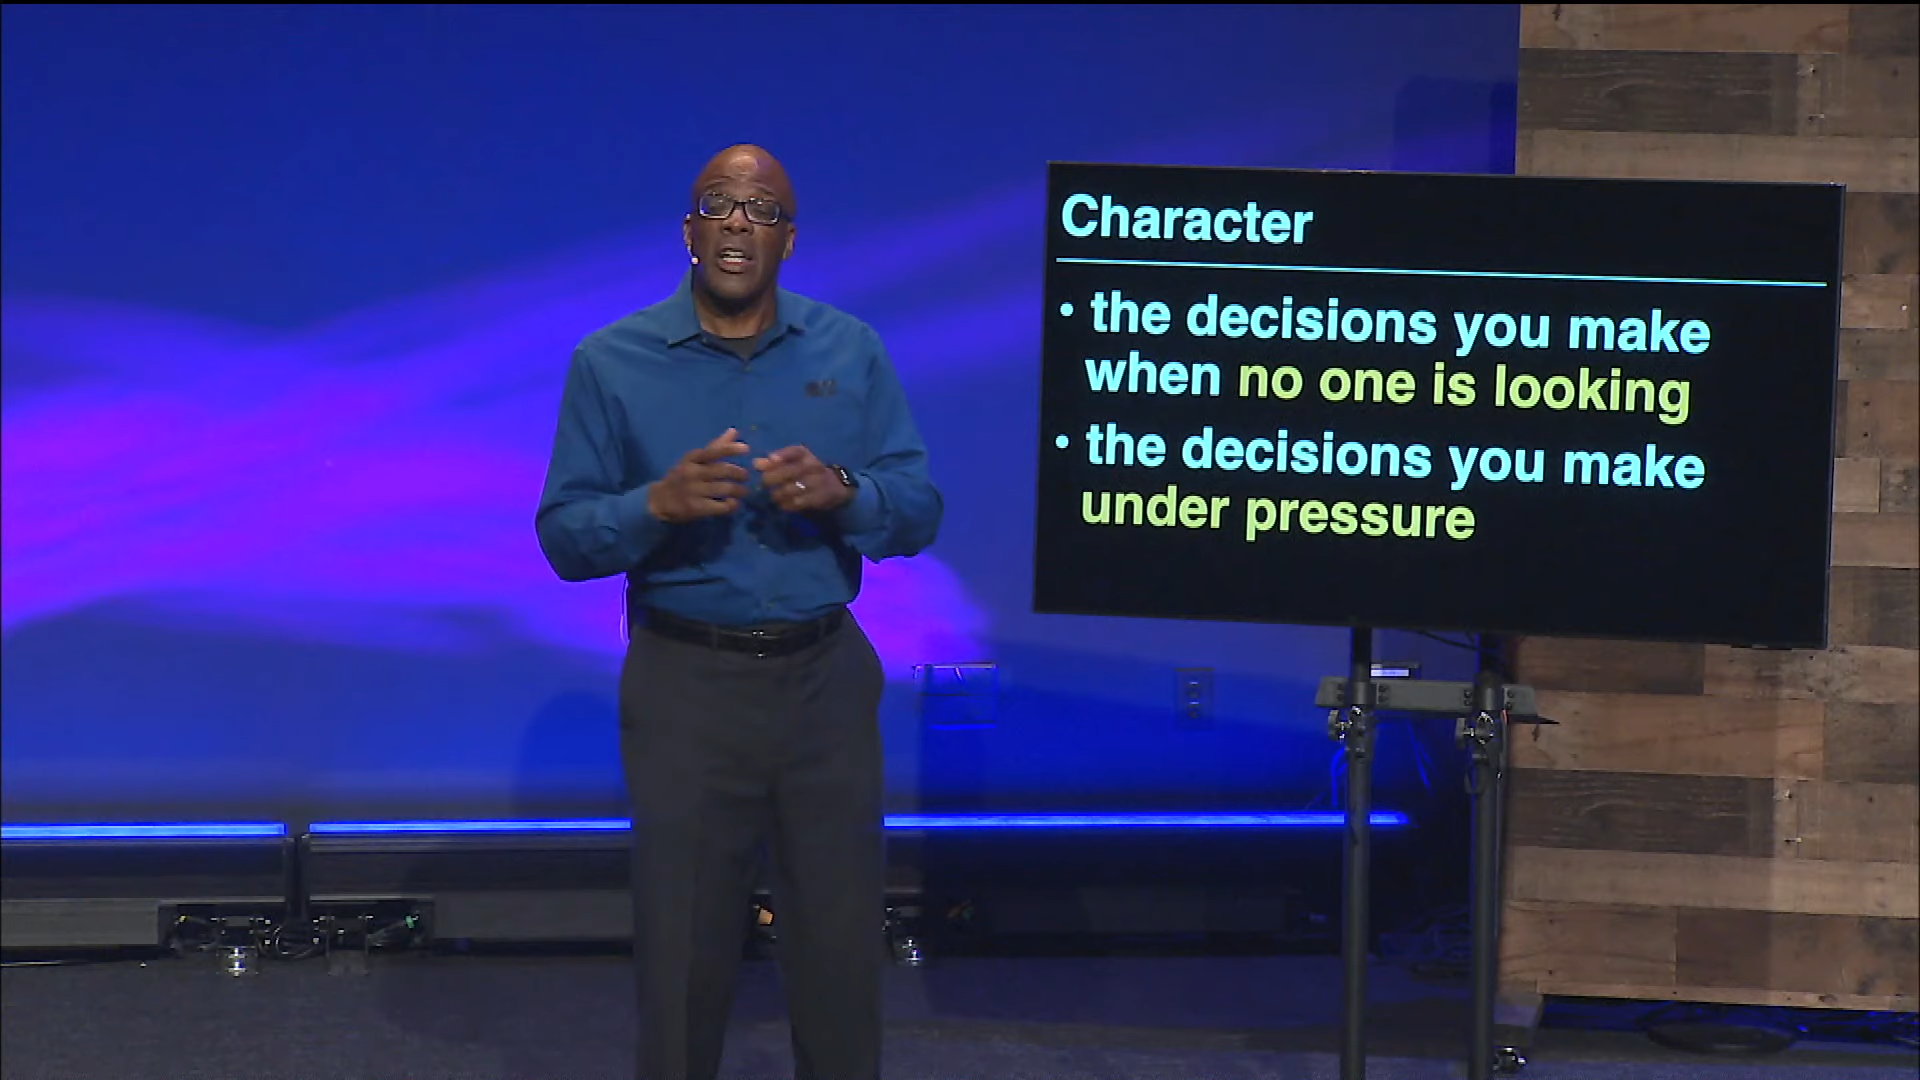 Character
• the decisions you make
when no one is looking
• the decisions you make
under pressure